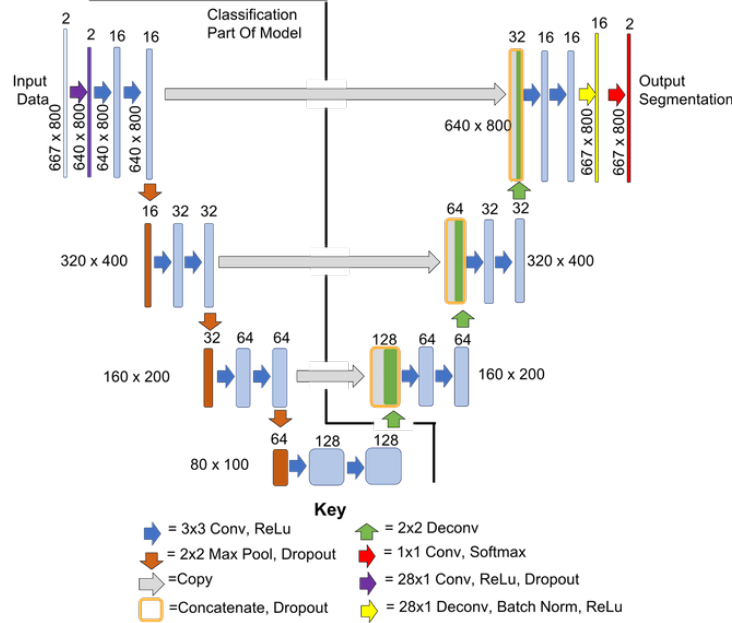 Classification
Part Of Model
Input
Data
2
2
16
16
667 x 800
640 x 800
640 x 800
640 x 800
32
16
16
16
2
640 x 800
667 x 800
667 x 800
Output
Segmentation
16
32
32
320 x 400
64
32
32
320 x 400
32
64
64
160 x 200
128
64
64
160 x 200
64
128
128
80 x 100
Key
= 3x3 Conv, ReLu
= 2x2 Max Pool, Dropout
=Copy
=Concatenate, Dropout
= 2x2 Deconv
= 1x1 Conv, Softmax
= 28x1 Conv, ReLu, Dropout
= 28x1 Deconv, Batch Norm, ReLu